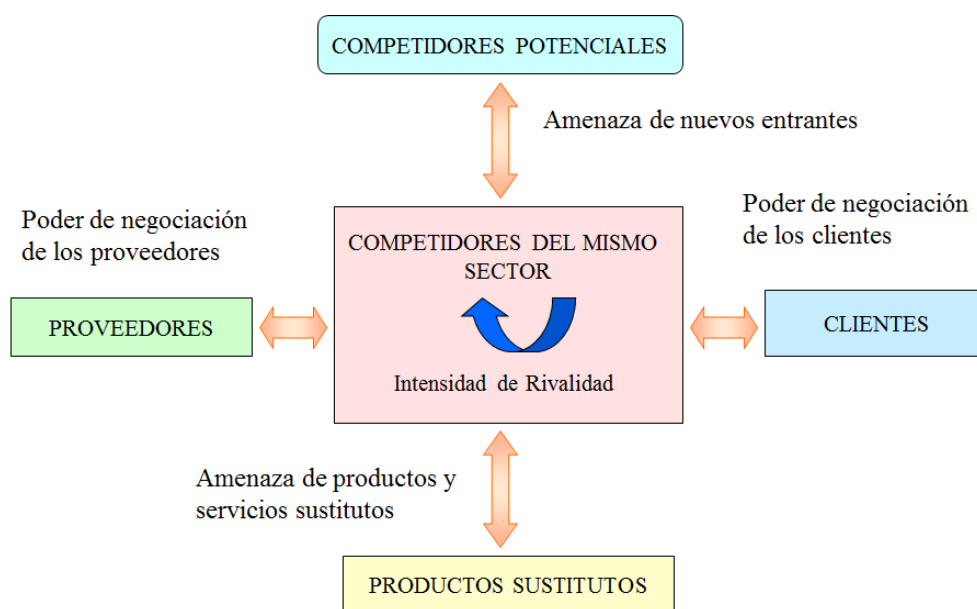 COMPETIDORES POTENCIALES
Amenaza de nuevos entrantes
Poder de negociación
de los proveedores
Poder de negociación
de los clientes
COMPETIDORES DEL MISMO
SECTOR
PROVEEDORES
CLIENTES
Intensidad de Rivalidad
Amenaza de productos y
servicios sustitutos
PRODUCTOS SUSTITUTOS